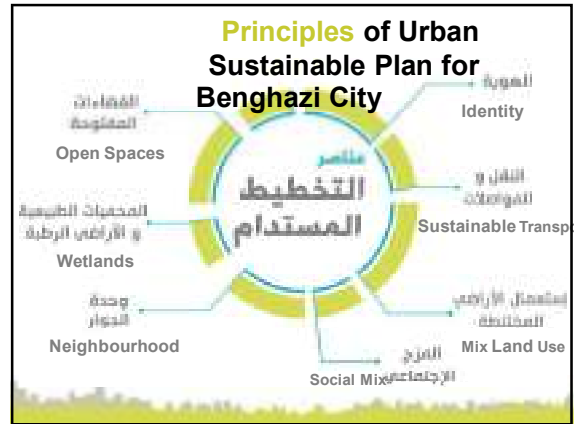 Principles of Urban
Sustainable Plan for
Benghazi City
الهوية
Identity
النقل و
المواصلات
Sustainable Transpo
إستعمال الأراضي
المختلطة
Mix Land Use
المزج
الإجتماعي
Social Mix
وحدة
الجوار
Neighbourhood
المحميات الطبيعية
و الأراضي الرطبة
Wetlands
الفضاءات
المفتوحة
Open Spaces
عناصر
التخطيط
المستدام